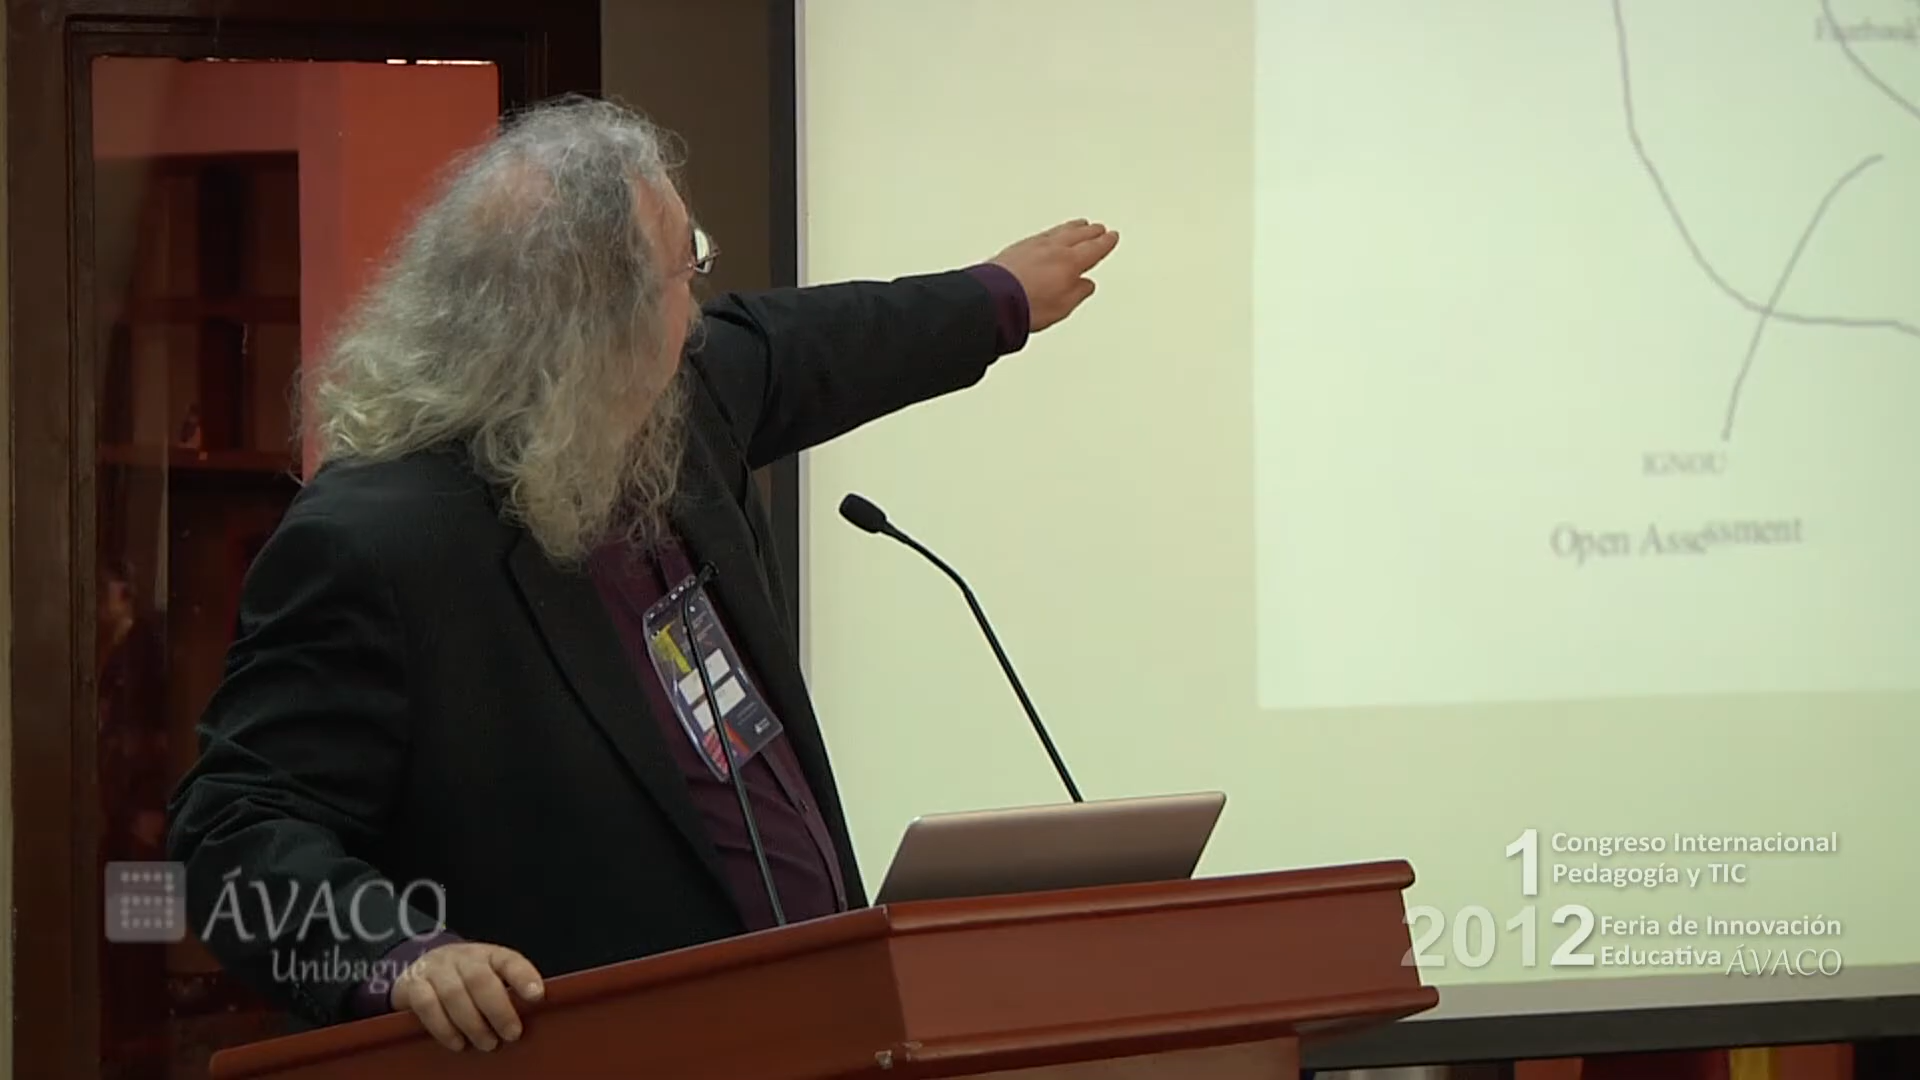 IGNOU
Open Assessment
ÁVACO
Unibagué
1 Congreso Internacional
Pedagogía y TIC
2012 Feria de Innovación
Educativa ÁVACO